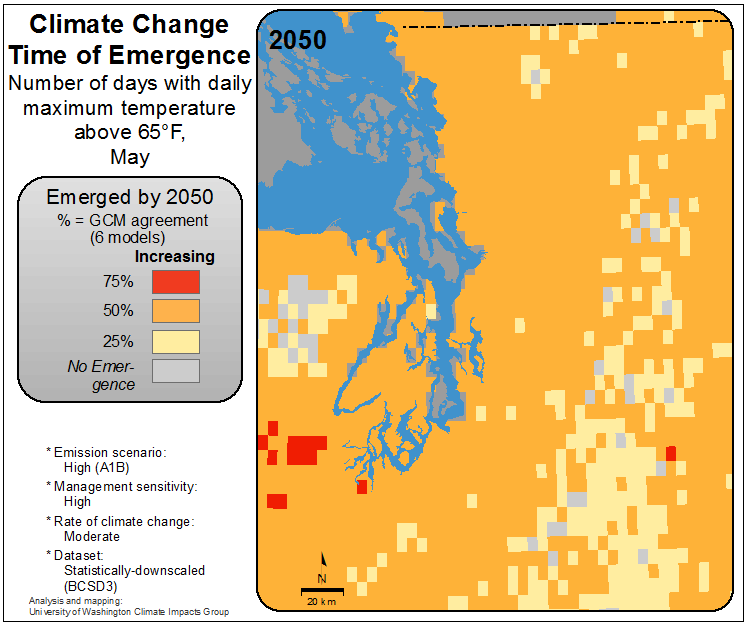 Climate Change
Time of Emergence
Number of days with daily
maximum temperature
above 65°F,
May
2050
Emerged by 2050
% = GCM agreement
(6 models)
Increasing
75%
50%
25%
No Emer-
gence
* Emission scenario:
High (A1B)
* Management sensitivity:
High
* Rate of climate change:
Moderate
* Dataset:
Statistically-downscaled
(BCSD3)
Analysis and mapping:
University of Washington Climate Impacts Group
N
20 km